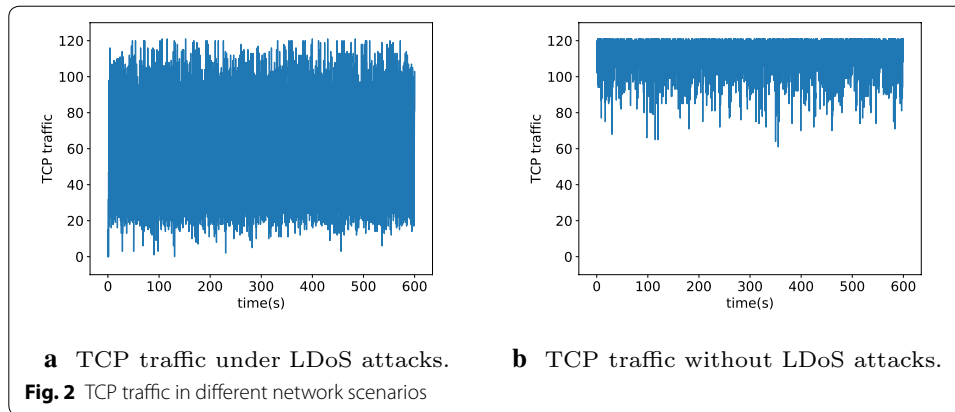 120
100
80
60
40
20
0
TCP traffic
0 100 200 300 400 500 600
time(s)
120
100
80
60
40
20
0
TCP traffic
0 100 200 300 400 500 600
time(s)
a TCP traffic under LDoS attacks.
b TCP traffic without LDoS attacks.
Fig. 2 TCP traffic in different network scenarios